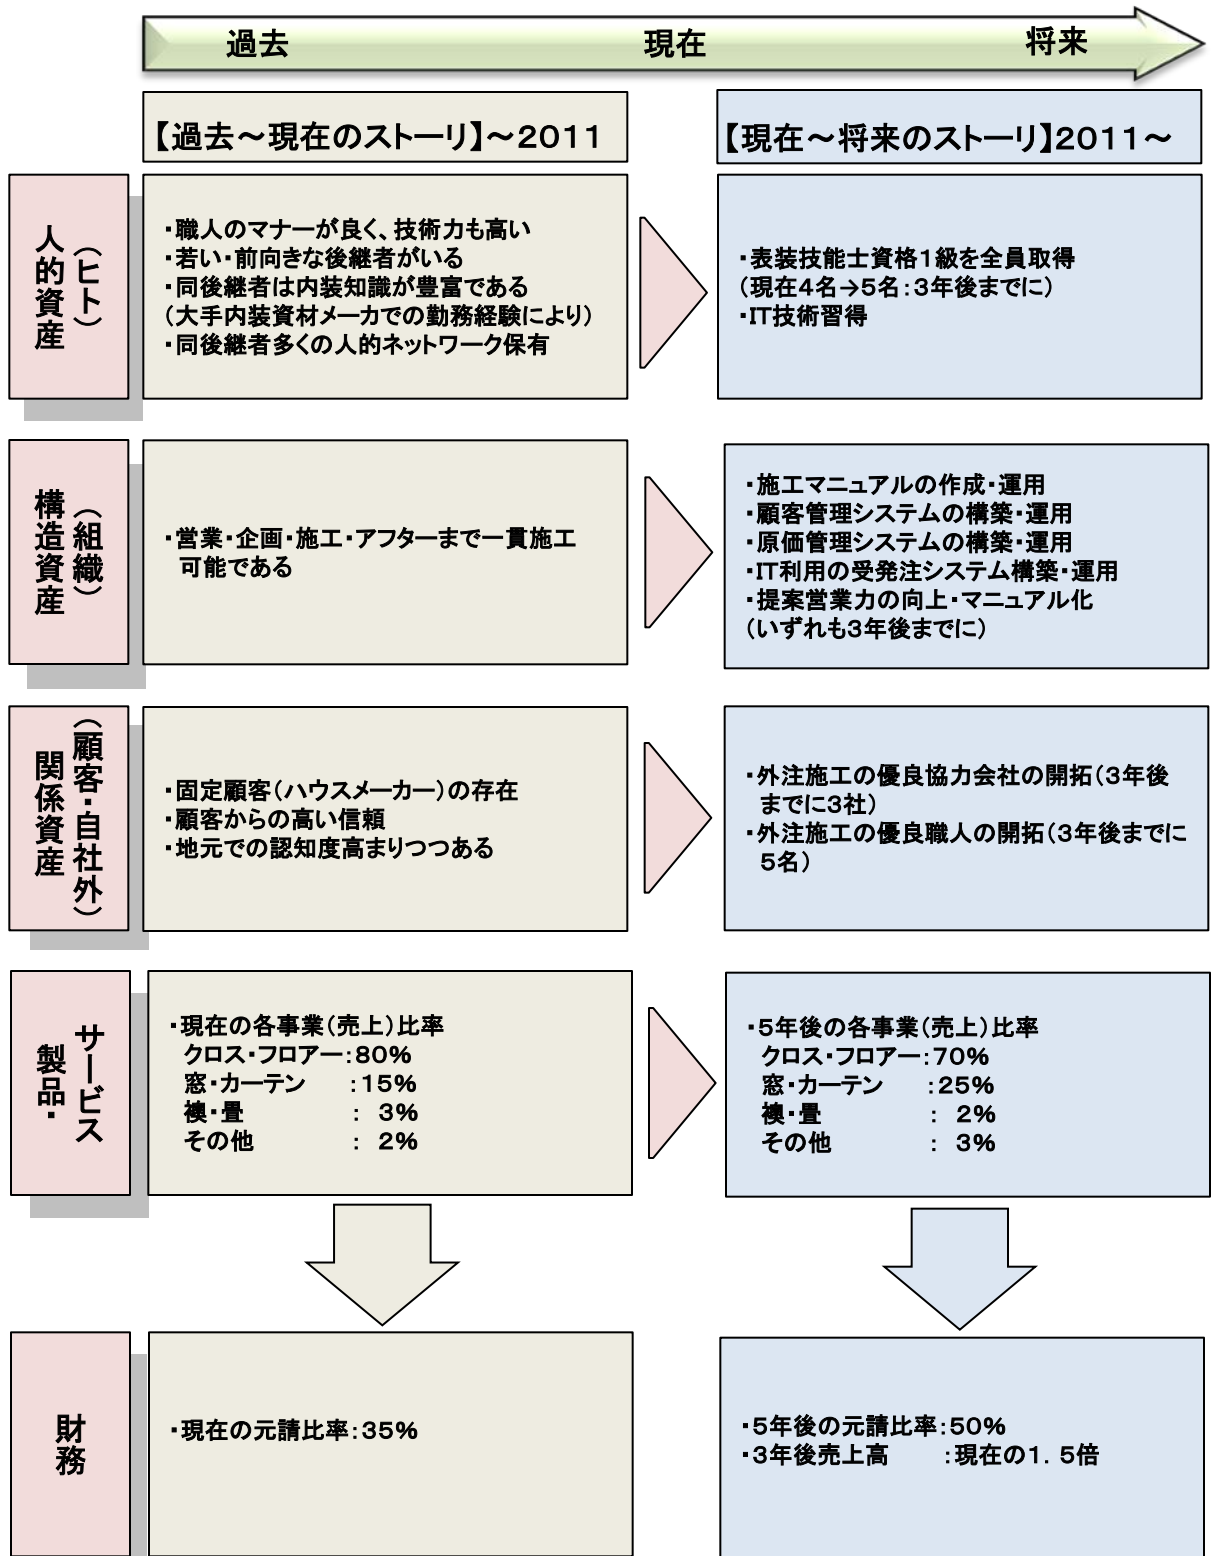 過去 現在 将来
【過去～現在のストーリ】～2011
【現在～将来のストーリ】2011～
人的資産
（ヒト）
・職人のマナーが良く、技術力も高い
・若い・前向きな後継者がいる
・同後継者は内装知識が豊富である
（大手内装資材メーカでの勤務経験により）
・同後継者多くの人的ネットワーク保有
・表装技能士資格１級を全員取得
（現在4名→5名：3年後までに）
・IT技術習得
構造資産
（組織）
・営業・企画・施工・アフターまで一貫施工
可能である
・施工マニュアルの作成・運用
・顧客管理システムの構築・運用
・原価管理システムの構築・運用
・IT利用の受発注システム構築・運用
・提案営業力の向上・マニュアル化
（いずれも3年後までに）
関係資産
（顧客・自社外）
・固定顧客（ハウスメーカー）の存在
・顧客からの高い信頼
・地元での認知度高まりつつある
・外注施工の優良協力会社の開拓（3年後
までに3社）
・外注施工の優良職人の開拓（3年後までに
5名）
製品・
サービス
・現在の各事業（売上）比率
クロス・フロアー：80%
窓・カーテン ：15%
襖・畳 ： 3%
その他 ： 2%
・5年後の各事業（売上）比率
クロス・フロアー：70%
窓・カーテン ：25%
襖・畳 ： 2%
その他 ： 3%
財務
・現在の元請比率：35%
・5年後の元請比率：50%
・3年後売上高 ：現在の1．5倍